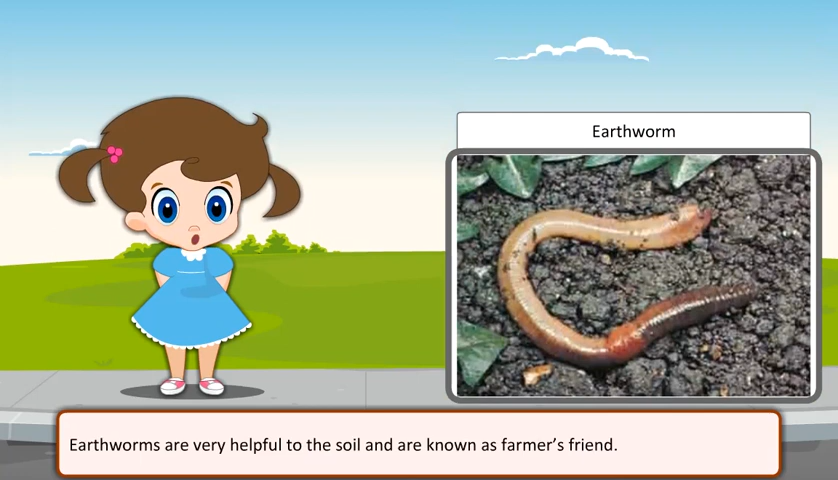 Earthworm
Earthworms are very helpful to the soil and are known as farmer’s friend.